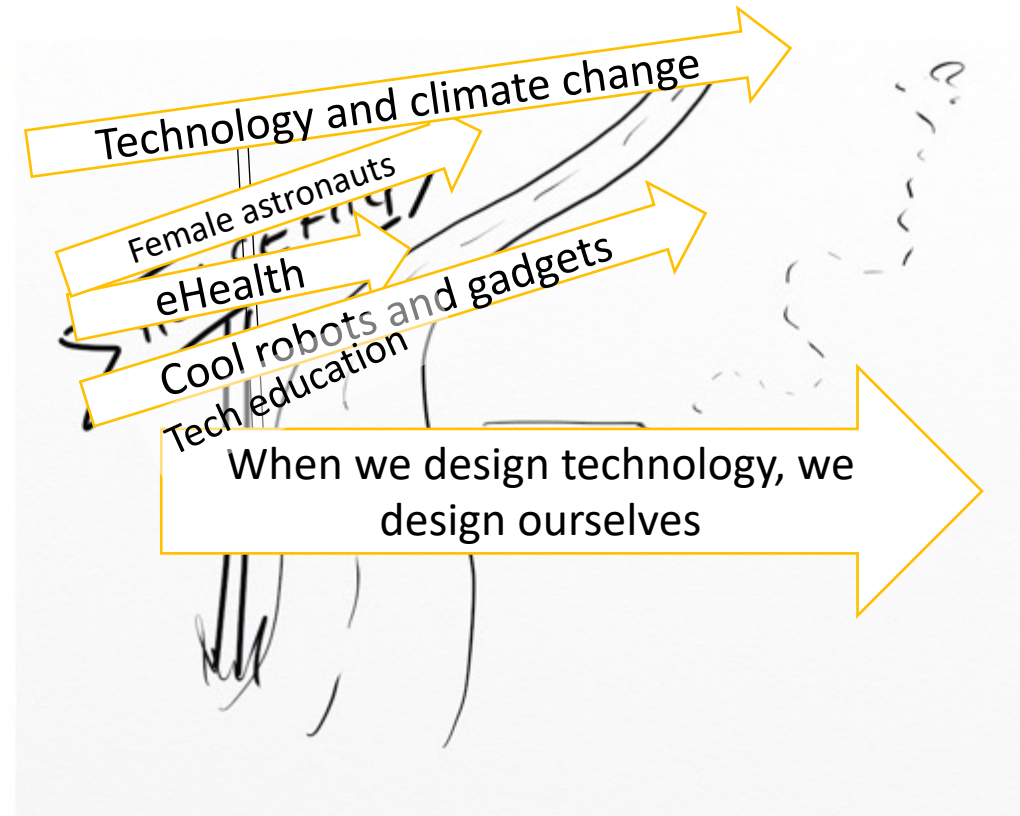 Technology and climate change
Female astronauts
eHealth
Cool robots and gadgets
Tech education
When we design technology, we
design ourselves
?